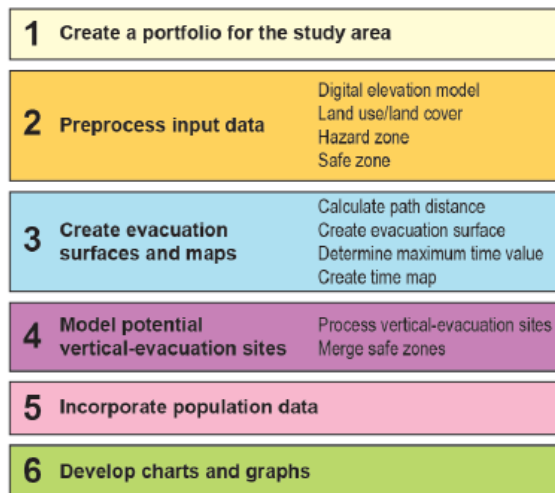 1 Create a portfolio for the study area
2 Preprocess input data
Digital elevation model
Land use/land cover
Hazard zone
Safe zone
3 Create evacuation
surfaces and maps
Calculate path distance
Create evacuation surface
Determine maximum time value
Create time map
4 Model potential
vertical-evacuation sites
Process vertical-evacuation sites
Merge safe zones
5 Incorporate population data
6 Develop charts and graphs